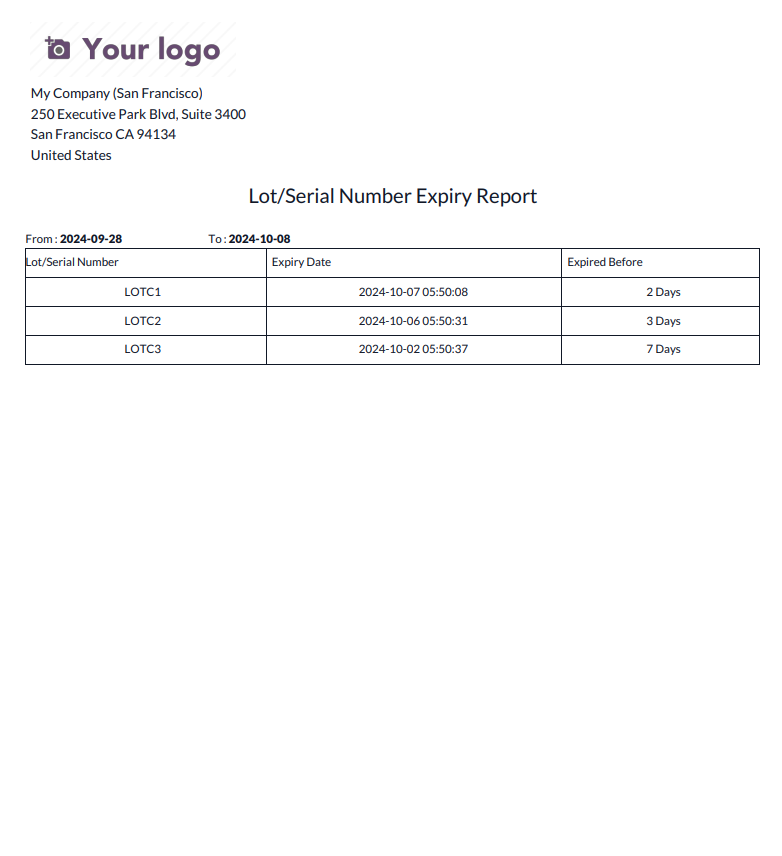 Your logo
My Company (San Francisco)
250 Executive Park Blvd, Suite 3400
San Francisco CA 94134
United States
Lot/Serial Number Expiry Report
From : 2024-09-28 To : 2024-10-08
Lot/Serial Number Expiry Date Expired Before
LOTC1 2024-10-07 05:50:08 2 Days
LOTC2 2024-10-06 05:50:31 3 Days
LOTC3 2024-10-02 05:50:37 7 Days